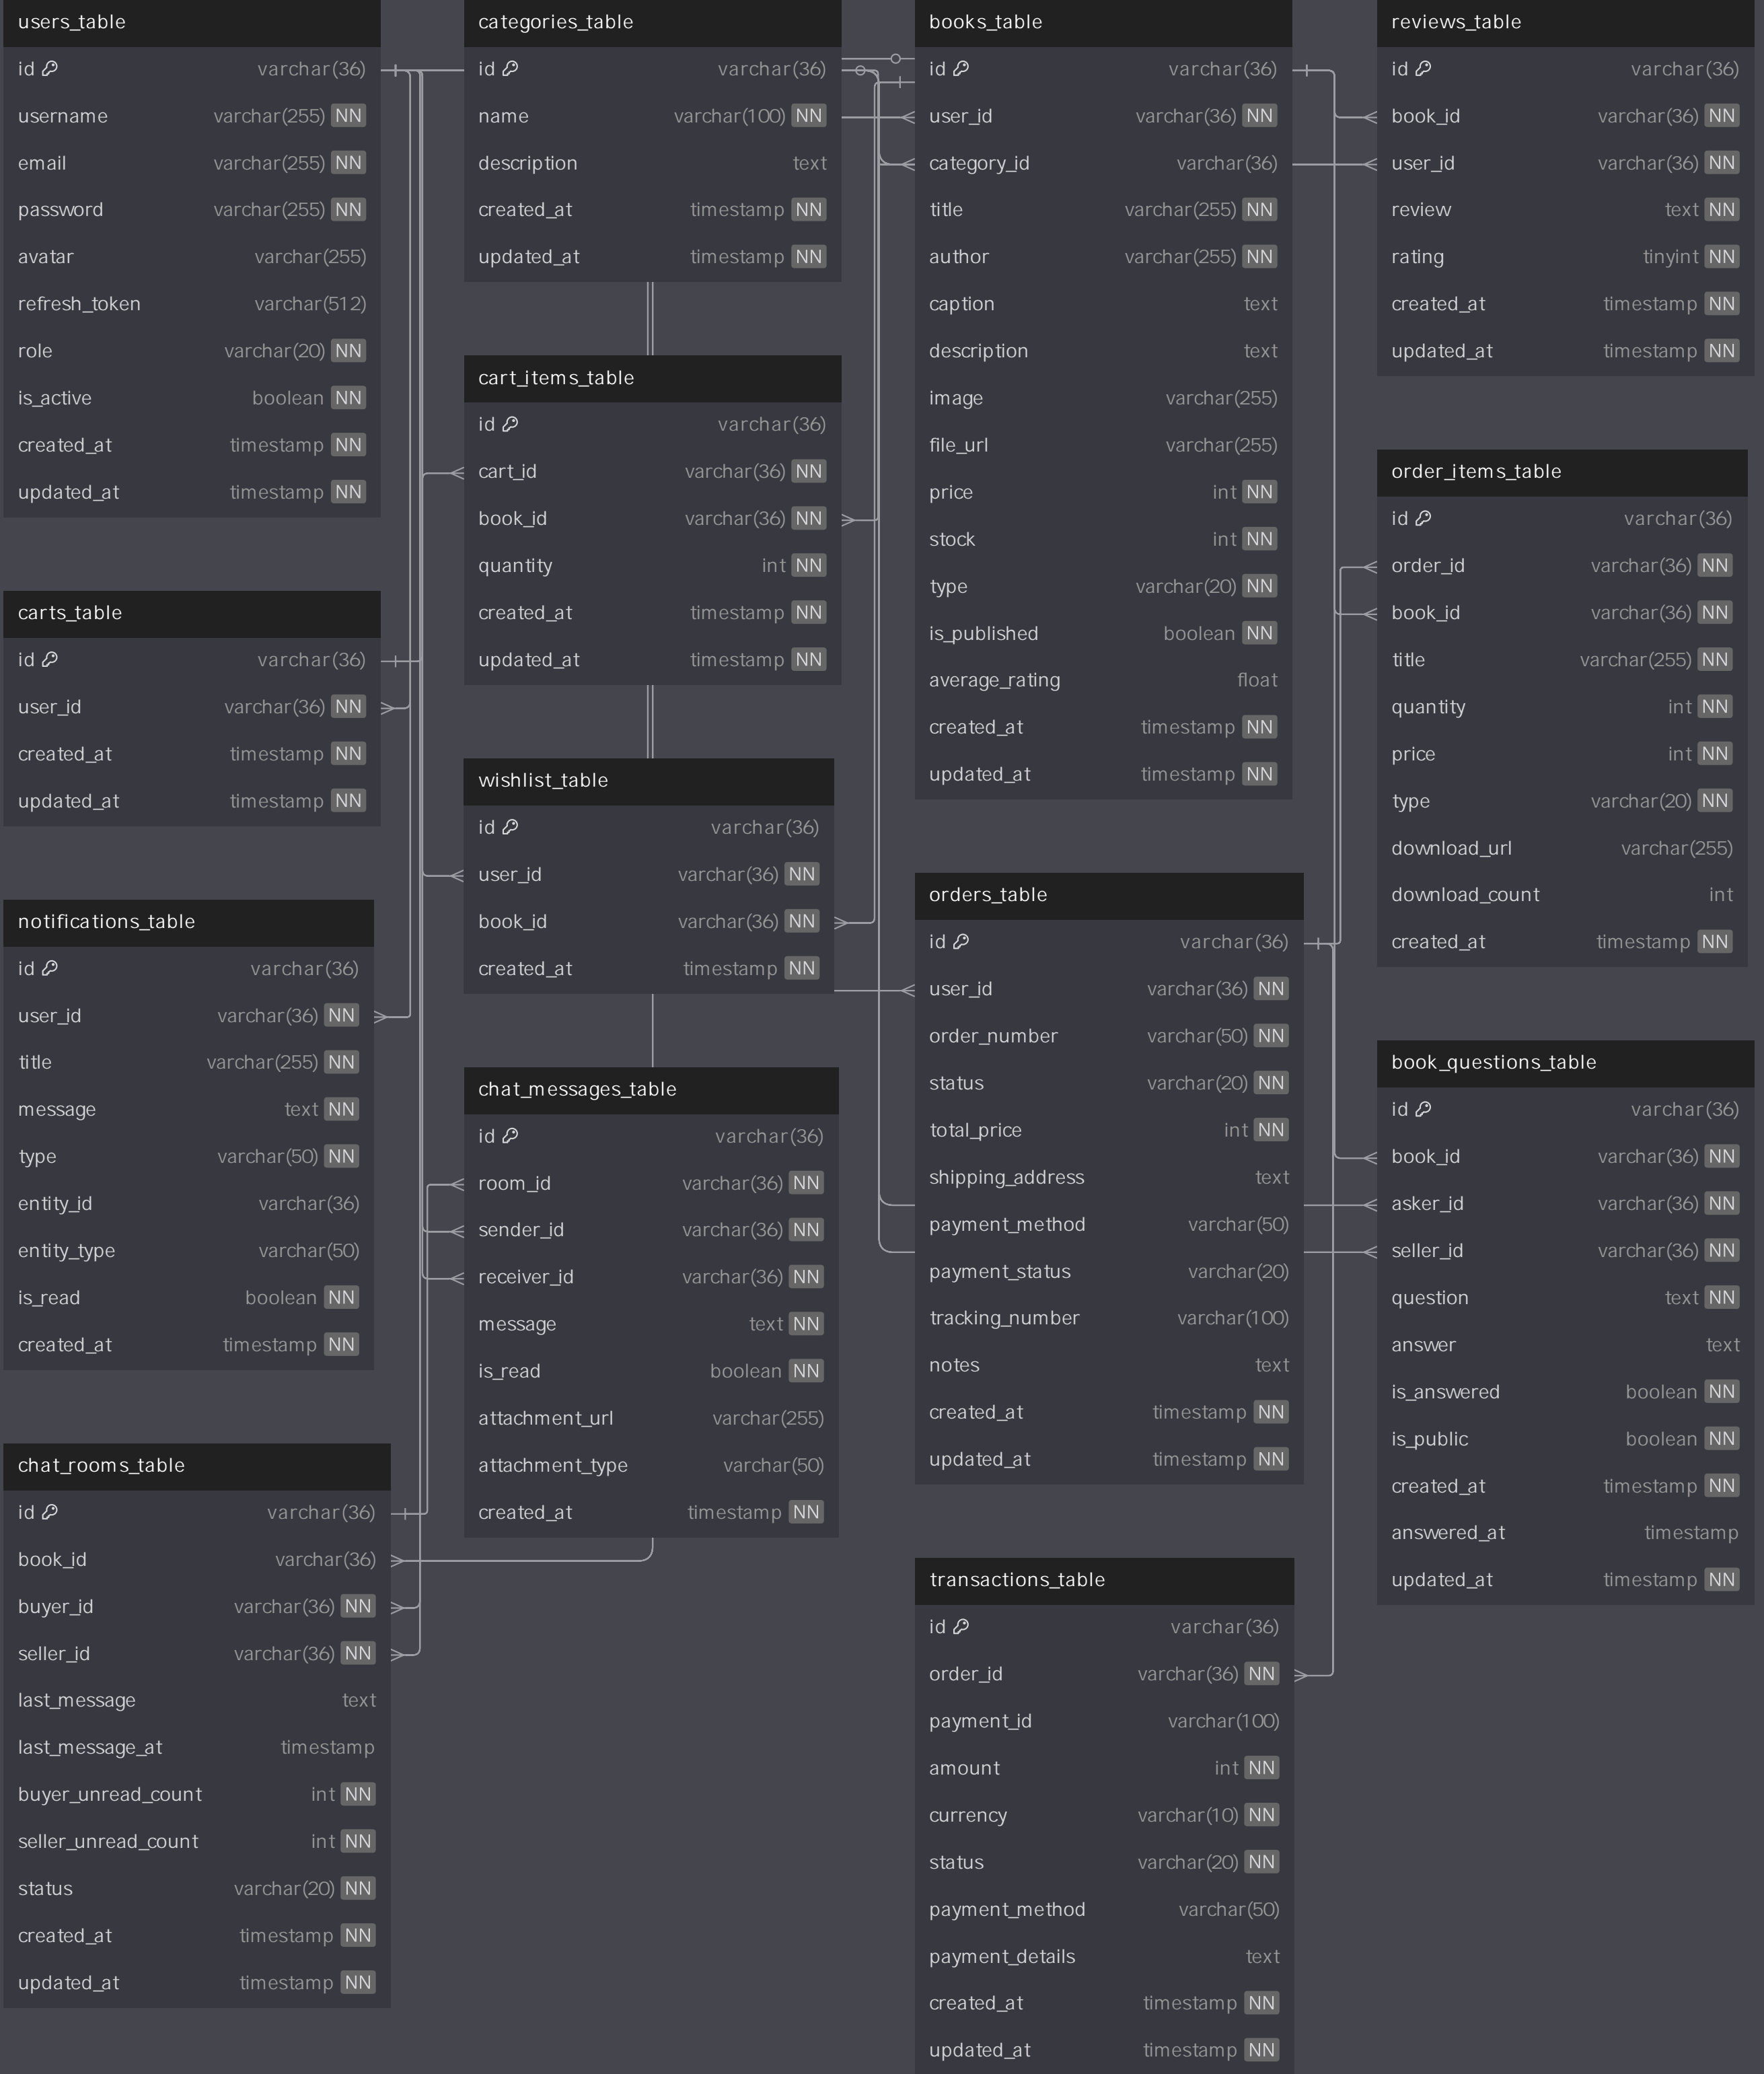 users_table
id varchar(36)
username varchar(255) NN
email varchar(255) NN
password varchar(255) NN
avatar varchar(255)
refresh_token varchar(512)
role varchar(20) NN
is_active boolean NN
created_at timestamp NN
updated_at timestamp NN
carts_table
id varchar(36)
user_id varchar(36) NN
created_at timestamp NN
updated_at timestamp NN
notifications_table
id varchar(36)
user_id varchar(36) NN
title varchar(255) NN
message text NN
type varchar(50) NN
entity_id varchar(36)
entity_type varchar(50)
is_read boolean NN
created_at timestamp NN
chat_rooms_table
id varchar(36)
book_id varchar(36)
buyer_id varchar(36) NN
seller_id varchar(36) NN
last_message text
last_message_at timestamp
buyer_unread_count int NN
seller_unread_count int NN
status varchar(20) NN
created_at timestamp NN
updated_at timestamp NN
categories_table
id varchar(36)
name varchar(100) NN
description text
created_at timestamp NN
updated_at timestamp NN
cart_items_table
id varchar(36)
cart_id varchar(36) NN
book_id varchar(36) NN
quantity int NN
created_at timestamp NN
updated_at timestamp NN
wishlist_table
id varchar(36)
user_id varchar(36) NN
book_id varchar(36) NN
created_at timestamp NN
chat_messages_table
id varchar(36)
room_id varchar(36) NN
sender_id varchar(36) NN
receiver_id varchar(36) NN
message text NN
is_read boolean NN
attachment_url varchar(255)
attachment_type varchar(50)
created_at timestamp NN
books_table
id varchar(36)
user_id varchar(36) NN
category_id varchar(36)
title varchar(255) NN
author varchar(255) NN
caption text
description text
image varchar(255)
file_url varchar(255)
price int NN
stock int NN
type varchar(20) NN
is_published boolean NN
average_rating float
created_at timestamp NN
updated_at timestamp NN
orders_table
id varchar(36)
user_id varchar(36) NN
order_number varchar(50) NN
status varchar(20) NN
total_price int NN
shipping_address text
payment_method varchar(50)
payment_status varchar(20)
tracking_number varchar(100)
notes text
created_at timestamp NN
updated_at timestamp NN
transactions_table
id varchar(36)
order_id varchar(36) NN
payment_id varchar(100)
amount int NN
currency varchar(10) NN
status varchar(20) NN
payment_method varchar(50)
payment_details text
created_at timestamp NN
updated_at timestamp NN
reviews_table
id varchar(36)
book_id varchar(36) NN
user_id varchar(36) NN
review text NN
rating tinyint NN
created_at timestamp NN
updated_at timestamp NN
order_items_table
id varchar(36)
order_id varchar(36) NN
book_id varchar(36) NN
title varchar(255) NN
quantity int NN
price int NN
type varchar(20) NN
download_url varchar(255)
download_count int
created_at timestamp NN
book_questions_table
id varchar(36)
book_id varchar(36) NN
asker_id varchar(36) NN
seller_id varchar(36) NN
question text NN
answer text
is_answered boolean NN
is_public boolean NN
created_at timestamp NN
answered_at timestamp
updated_at timestamp NN